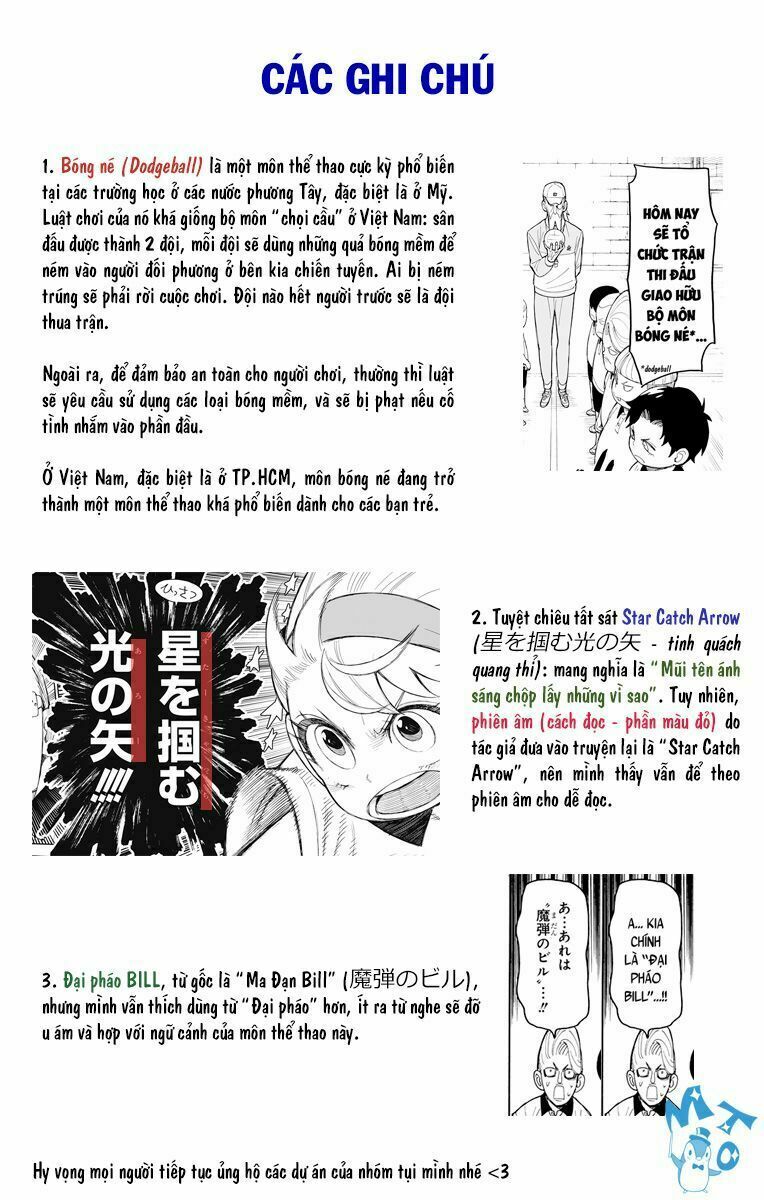 CÁC GHI CHÚ
1. Bóng né (Dodgeball) là một môn thể thao cực kỳ phổ biến
tại các trường học ở các nước phương Tây, đặc biệt là ở Mỹ.
Luật chơi của nó khá giống bộ môn “chọi cầu” ở Việt Nam: sân
đấu được thành 2 đội, mỗi đội sẽ dùng những quả bóng mềm để
ném vào người đối phương ở bên kia chiến tuyến. Ai bị ném
trúng sẽ phải rời cuộc chơi. Đội nào hết người trước sẽ là đội
thua trận.
Ngoài ra, để đảm bảo an toàn cho người chơi, thường thì luật
sẽ yêu cầu sử dụng các loại bóng mềm, và sẽ bị phạt nếu cố
tình nhắm vào phần đầu.
Ở Việt Nam, đặc biệt là ở TP.HCM, môn bóng né đang trở
thành một môn thể thao khá phổ biến dành cho các bạn trẻ.
HÔM NAY
SẼ TỔ
CHỨC TRẬN
THI ĐẤU
GIAO HỮU
BỘ MÔN
BÓNG NÉ*...
*dodgeball
ひっさつ
星を掴む
光の矢!!!!
2. Tuyệt chiêu tất sát Star Catch Arrow
(星を掴む光の矢 - tinh quách
quang thỉ): mang nghĩa là “Mũi tên ánh
sáng chộp lấy những vì sao”. Tuy nhiên,
phiên âm (cách đọc - phần màu đỏ) do
tác giả đưa vào truyện lại là “Star Catch
Arrow”, nên mình thấy vẫn để theo
phiên âm cho dễ đọc.
3. Đại pháo BILL, từ gốc là “Ma Đạn Bill” (魔弾のビル),
nhưng mình vẫn thích dùng từ “Đại pháo” hơn, ít ra từ nghe sẽ đỡ
u ám và hợp với ngữ cảnh của môn thể thao này.
あ…あれは
〝魔弾のビル〟…!!
まだん
A... KIA
CHÍNH
LÀ “ĐẠI
PHÁO
BILL”...!!
MTO
Hy vọng mọi người tiếp tục ủng hộ các dự án của nhóm tụi mình nhé <3